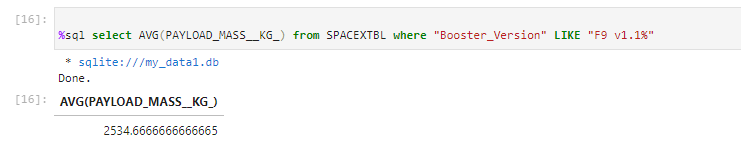 [16]:
%sql select AVG(PAYLOAD_MASS__KG_) from SPACEXTBL where "Booster_Version" LIKE "F9 v1.1%"
* sqlite:///my_data1.db
Done.
[16]: AVG(PAYLOAD_MASS__KG_)
2534.6666666666665